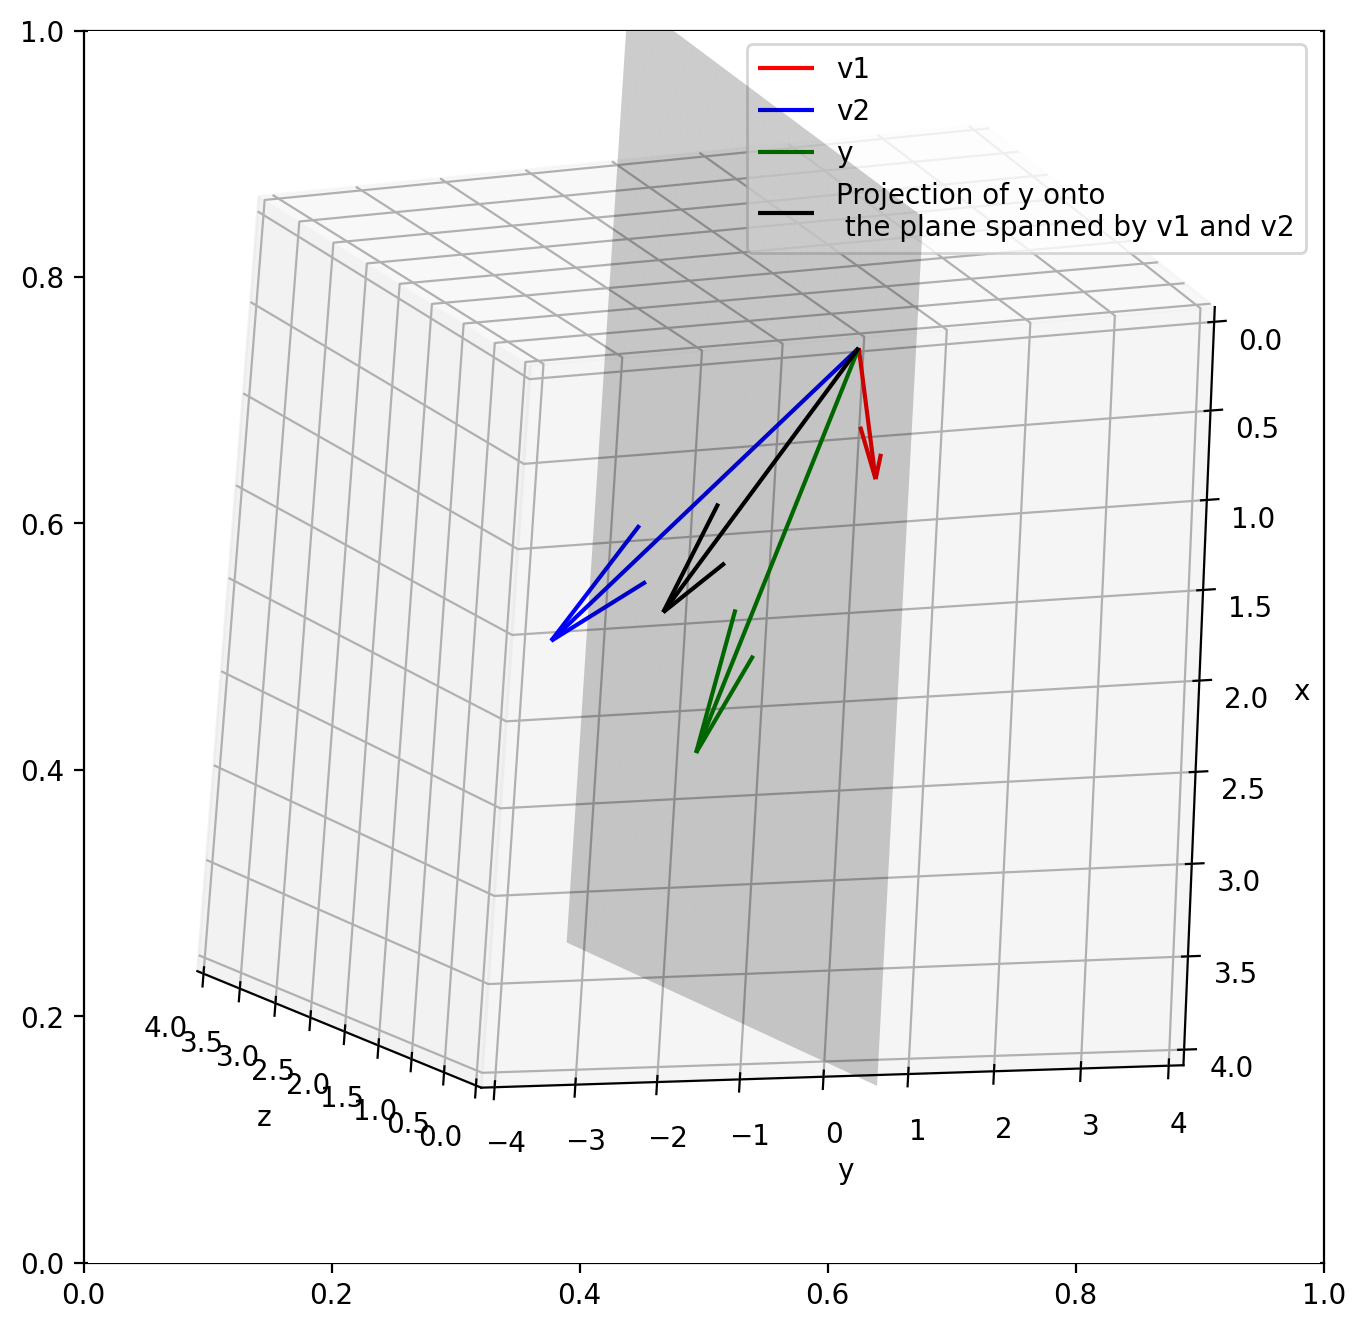 1.0
v1
v2
y
Projection of y onto
the plane spanned by v1 and v2
0.8
0.0
0.5
0.6
1.0
1.5
x
2.0
0.4
2.5
3.0
3.5
0.2
4.0
4.0 3.5 3.0 2.5 2.0 1.5 1.0 0.5 0.0
z
−4 −3 −2 −1 0 1 2 3 4
y
0.0
0.0 0.2 0.4 0.6 0.8 1.0